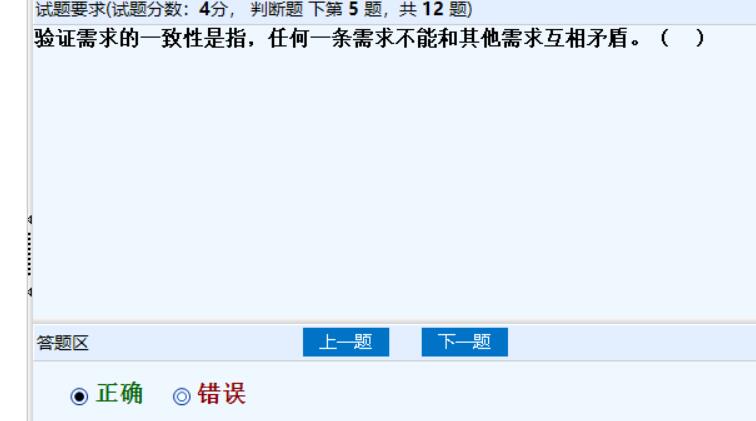 试题要求(试题分数：4分， 判断题 下第 5 题，共 12 题)
验证需求的一致性是指，任何一条需求不能和其他需求互相矛盾。（　）
答题区 上一题 下一题
正确 错误